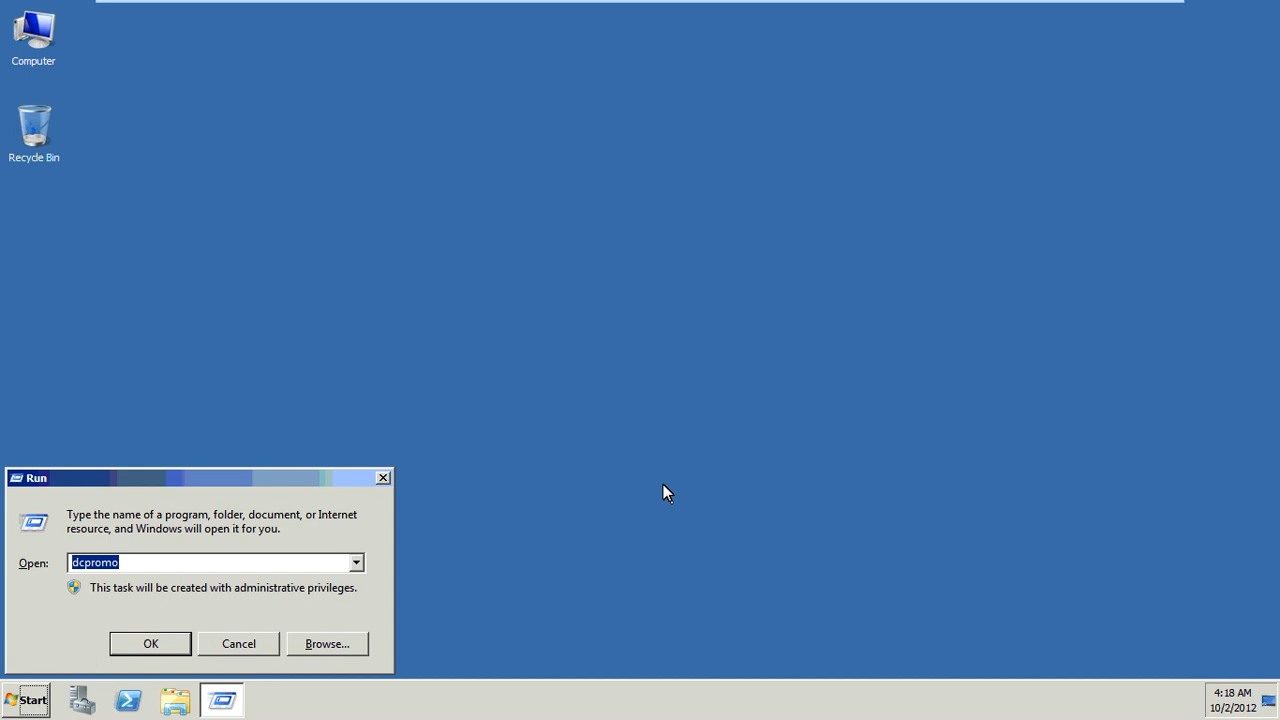 Computer
Recycle Bin
Run
Type the name of a program, folder, document, or Internet
resource, and Windows will open it for you.
Open: dcpromo
This task will be created with administrative privileges.
OK Cancel Browse...
Start
4:18 AM
10/2/2012